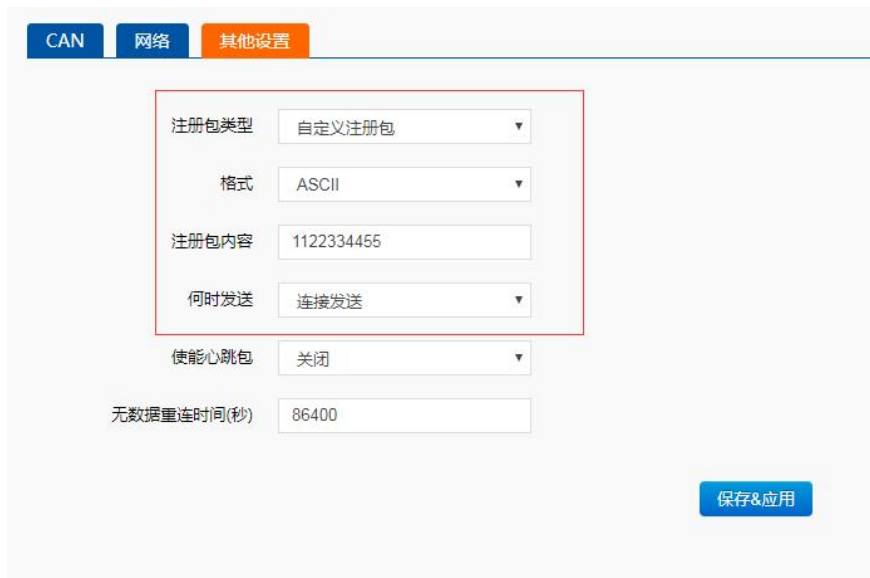 CAN 网络 其他设置
注册包类型 自定义注册包
格式 ASCII
注册包内容 1122334455
何时发送 连接发送
使能心跳包 关闭
无数据重连时间(秒) 86400
保存&应用